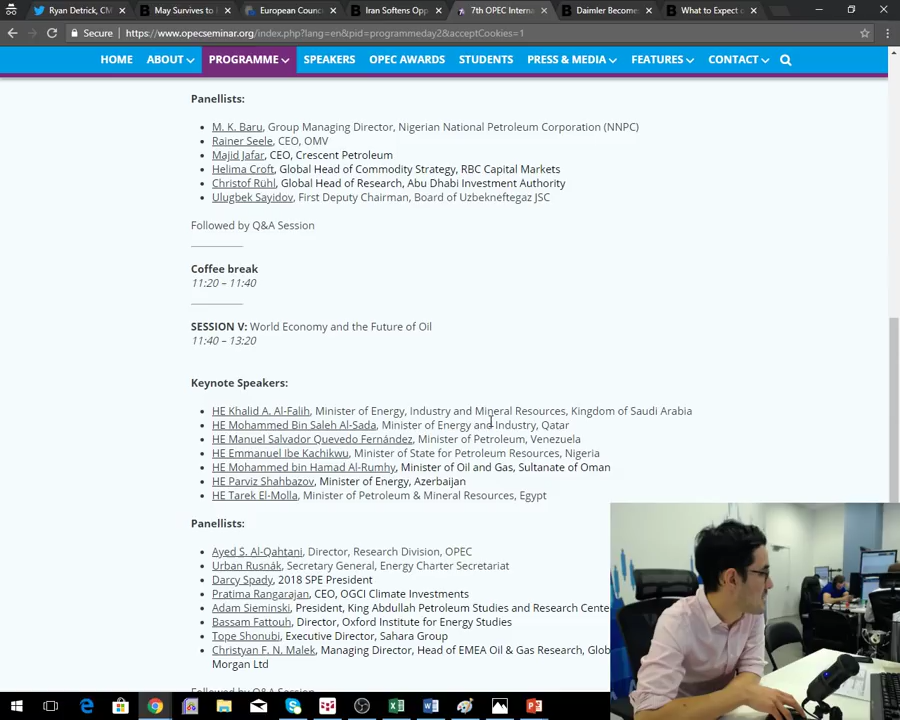 Ryan Detrick, CM
May Survives to
European Counc
Iran Softens Opp
7th OPEC Interna
Daimler Become
What to Expect
Secure
https://www.opecseminar.org/index.php?lang=en&pid=programmeday2&acceptCookies=1
HOME ABOUT PROGRAMME SPEAKERS OPEC AWARDS STUDENTS PRESS & MEDIA FEATURES CONTACT
Panellists:
M. K. Baru, Group Managing Director, Nigerian National Petroleum Corporation (NNPC)
Rainer Seele, CEO, OMV
Majid Jafar, CEO, Crescent Petroleum
Helima Croft, Global Head of Commodity Strategy, RBC Capital Markets
Christof Rühl, Global Head of Research, Abu Dhabi Investment Authority
Ulugbek Sayidov, First Deputy Chairman, Board of Uzbekneftegaz JSC
Followed by Q&A Session
Coffee break
11:20 – 11:40
SESSION V: World Economy and the Future of Oil
11:40 – 13:20
Keynote Speakers:
HE Khalid A. Al-Falih, Minister of Energy, Industry and Mineral Resources, Kingdom of Saudi Arabia
HE Mohammed Bin Saleh Al-Sada, Minister of Energy and Industry, Qatar
HE Manuel Salvador Quevedo Fernández, Minister of Petroleum, Venezuela
HE Emmanuel Ibe Kachikwu, Minister of State for Petroleum Resources, Nigeria
HE Mohammed bin Hamad Al-Rumhy, Minister of Oil and Gas, Sultanate of Oman
HE Parviz Shahbazov, Minister of Energy, Azerbaijan
HE Tarek El-Molla, Minister of Petroleum & Mineral Resources, Egypt
Panellists:
Ayed S. Al-Qahtani, Director, Research Division, OPEC
Urban Rusnák, Secretary General, Energy Charter Secretariat
Darcy Spady, 2018 SPE President
Pratima Rangarajan, CEO, OGCI Climate Investments
Adam Sieminski, President, King Abdullah Petroleum Studies and Research Cente
Bassam Fattouh, Director, Oxford Institute for Energy Studies
Tope Shonubi, Executive Director, Sahara Group
Christyan F. N. Malek, Managing Director, Head of EMEA Oil & Gas Research, Glob
Morgan Ltd
Followed by Q&A Session